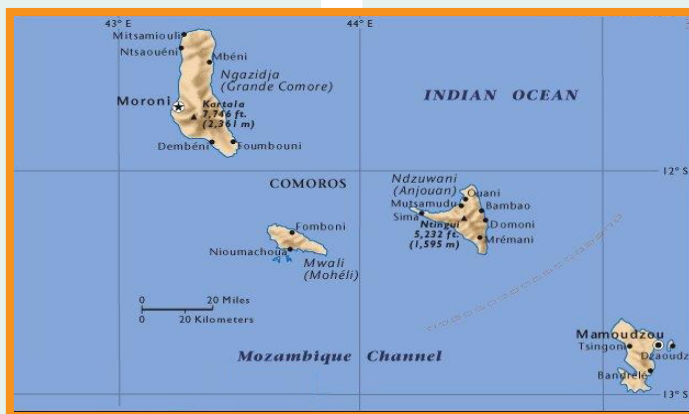 43° E
44° E
Mitsamiouli
Ntsaouéni
Mbéni
Ngazidja
(Grande Comore)
Moroni
Kartala
7,746 ft.
(2,361 m)
INDIAN OCEAN
Dembéni
Foumbouni
12° S
COMOROS
Ndzuwani
(Anjouan)
Ouani
Mutsamudu
Bambao
Sima
Ntingui
Domoni
5,232 ft.
(1,595 m)
Mrémani
Fomboni
Nioumachoua
Mwali
(Mohéli)
0 20 Miles
0 20 Kilometers
Mamoudzou
Tsingoni
Dzaoudz
Mozambique Channel
Bandrélé
13° S